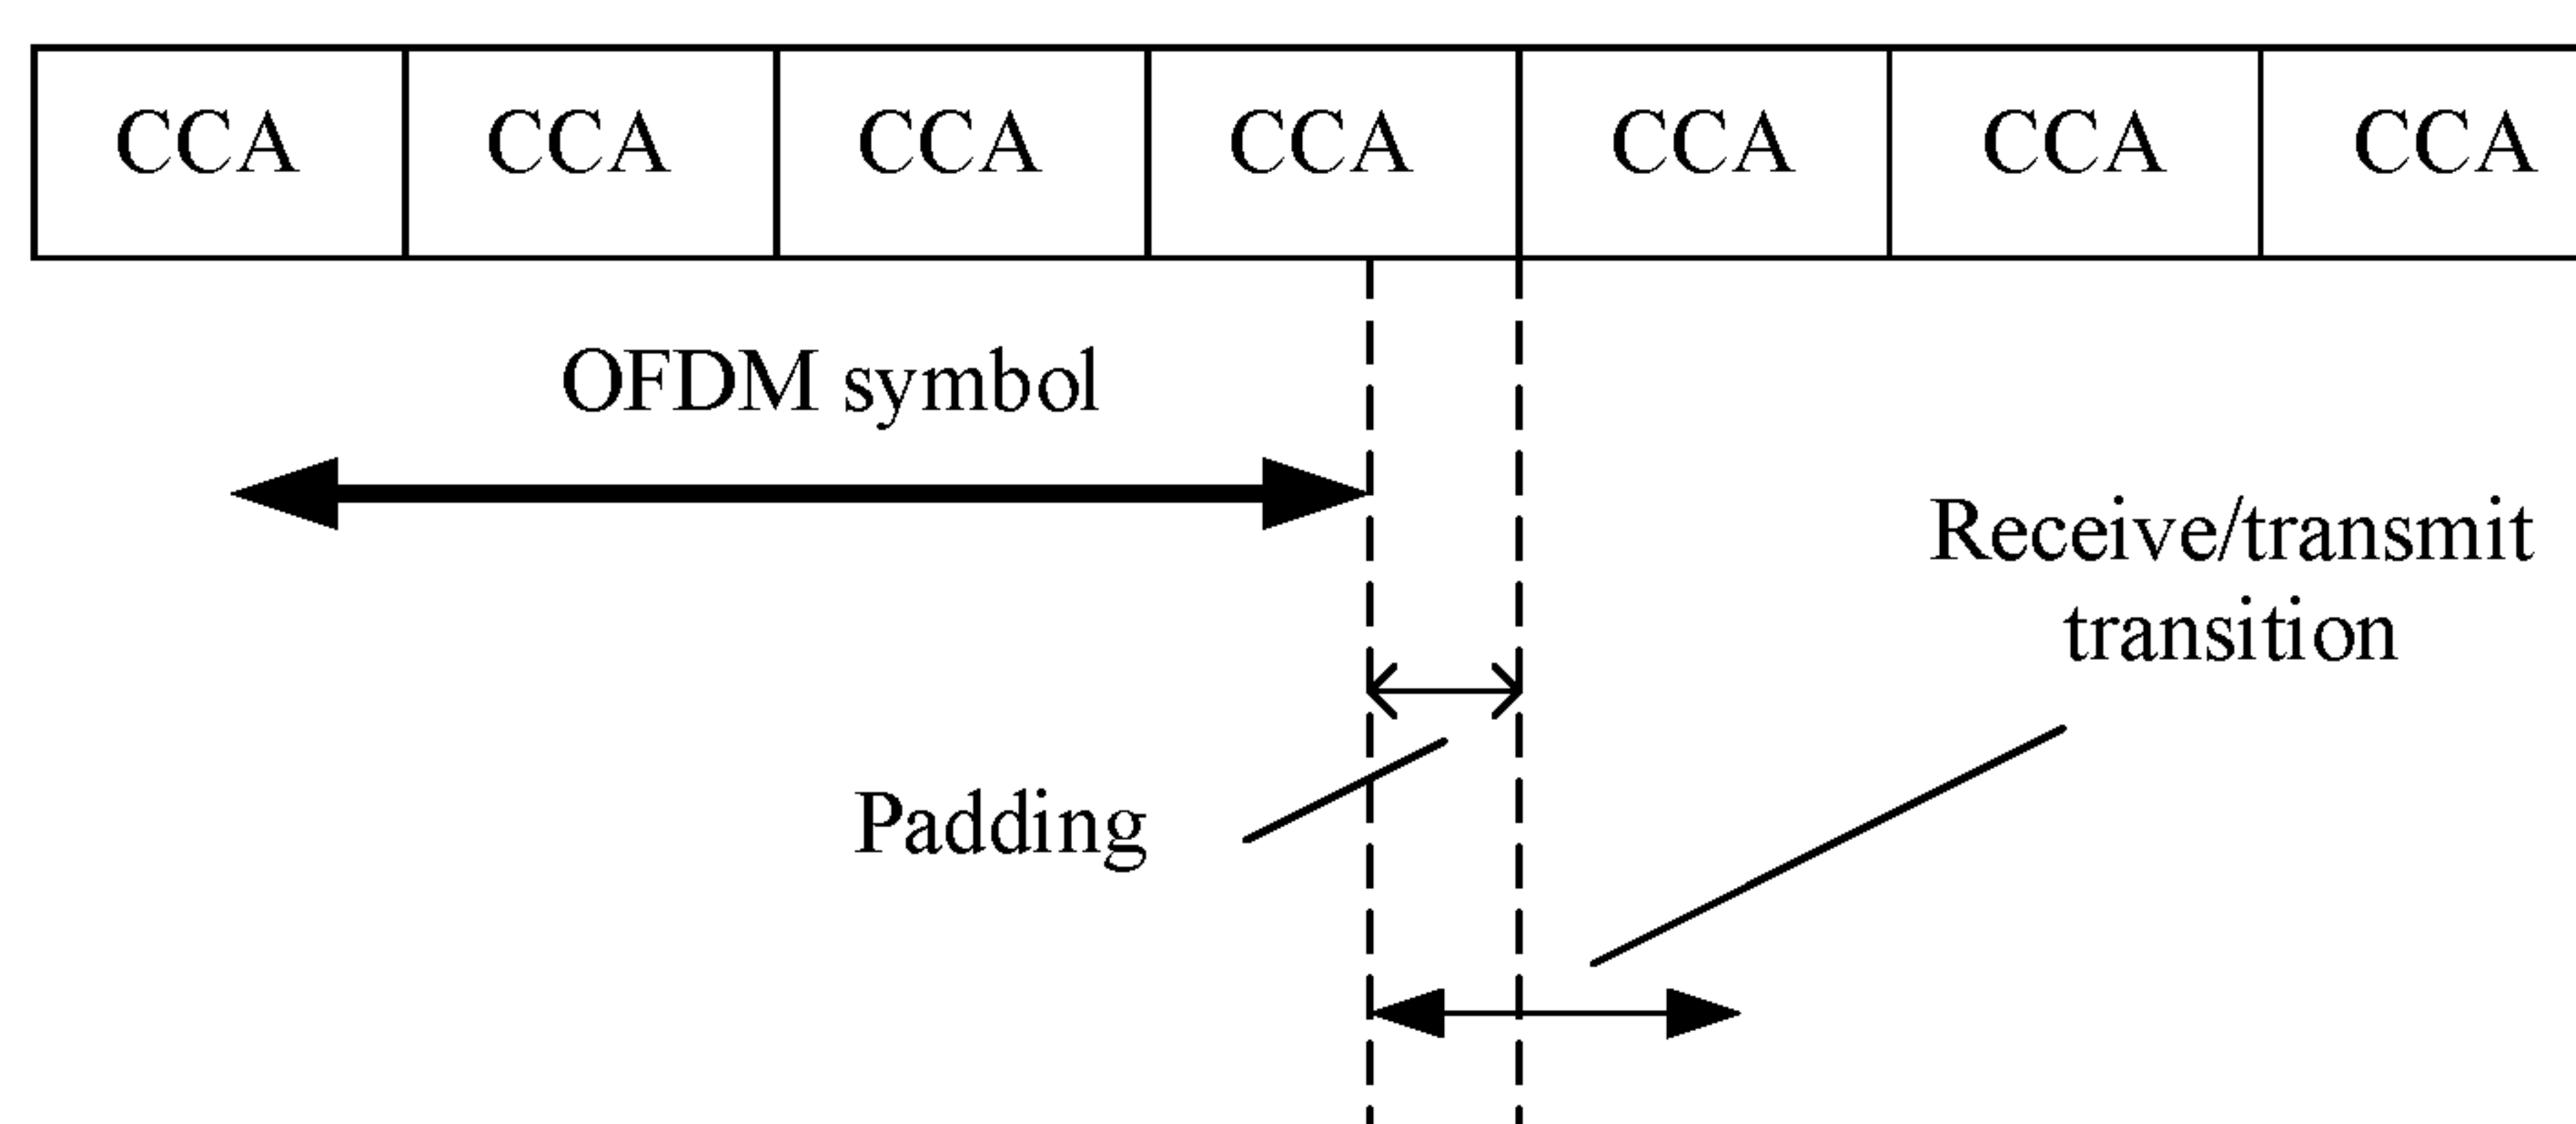 CCA CCA CCA CCA CCA CCA CCA
OFDM symbol
Receive/transmit
transition
Padding